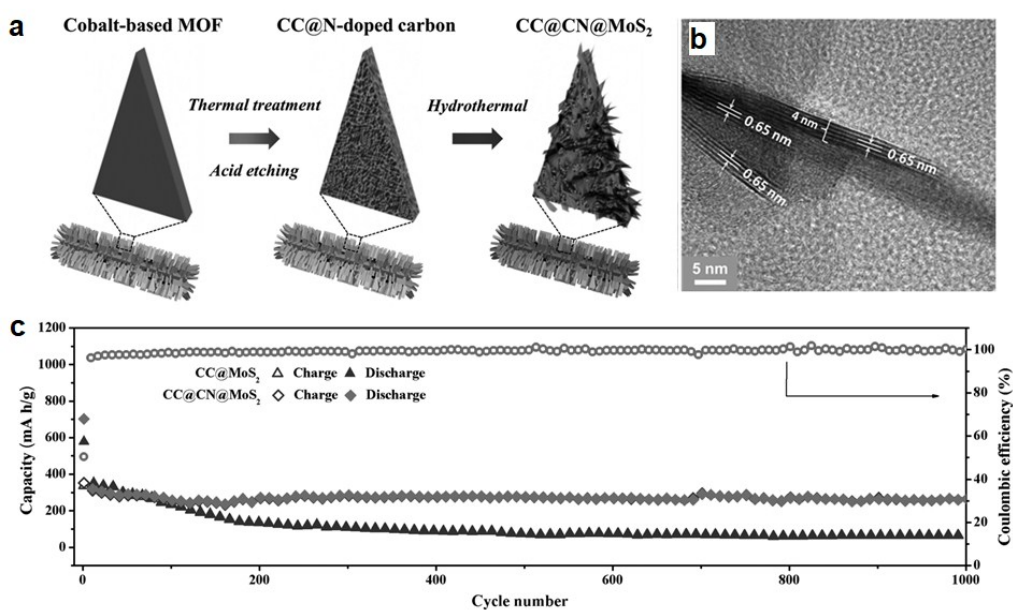 a
Cobalt-based MOF
CC@N-doped carbon
CC@CN@MoS₂
Thermal treatment
Acid etching
Hydrothermal
b
0.65 nm
4 nm
0.65 nm
0.65 nm
5 nm
c
Capacity (mA h/g)
1200
1000
800
600
400
200
0
CC@MoS₂ Charge Discharge
CC@CN@MoS₂ Charge Discharge
100
80
60
40
20
0
Coulombic efficiency (%)
0 200 400 600 800 1000
Cycle number